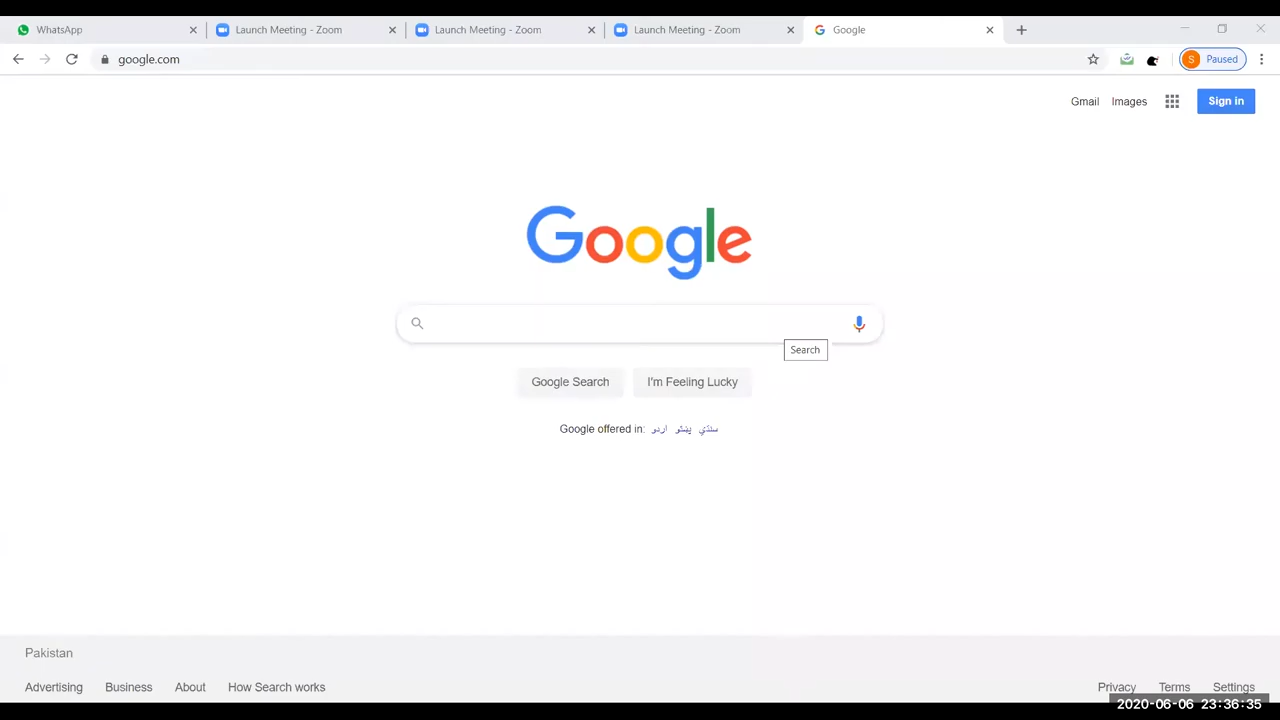 WhatsApp Launch Meeting - Zoom Launch Meeting - Zoom Launch Meeting - Zoom Google
google.com S Paused
Gmail Images Sign in
Google
Search
Google Search I'm Feeling Lucky
Google offered in: اردو پښتو سنڌي
Pakistan
Advertising Business About How Search works Privacy Terms Settings
2020-06-06 23:36:35